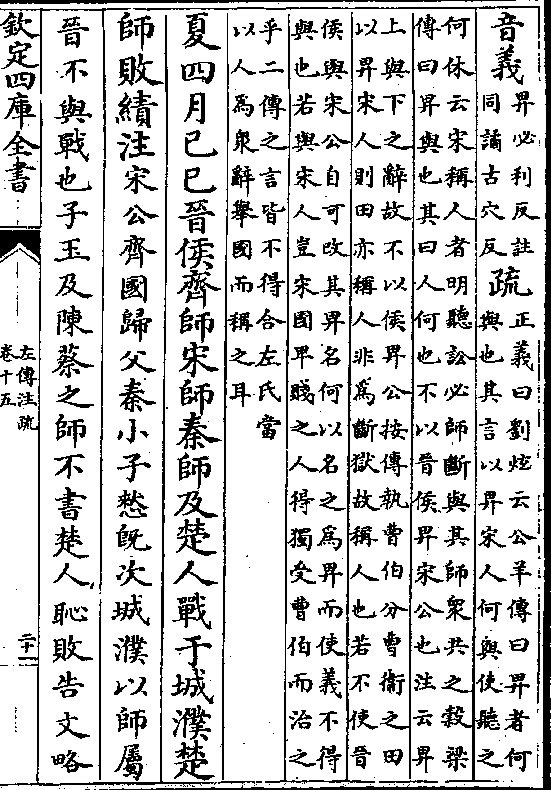 音義
畀必利反註
同譎古穴反
疏
正義曰劉炫云公羊傳曰畀者何
與也其言以畀宋人何與使聽之
何休云宋稱人者明聽訟必師斷與其師衆共之穀梁
傳曰畀與也其曰人何也不以晉侯畀宋公也注云畀
上與下之辭故不以侯畀公按傳執曹伯分曹衛之田
以畀宋人則田亦稱人非為斷獄故稱人也若不使晉
侯與宋公自可改其畀名何以名之為畀而使義不得
與也若與宋人豈宋國卑賤之人得獨受曹伯而治之
乎二傳之言皆不得合左氏當
以人為衆辭舉國而稱之耳
夏四月己巳晉侯齊師宋師秦師及楚人戰于城濮楚
師敗績注宋公齊國歸父秦小子憖既次城濮以師屬
晉不與戰也子玉及陳蔡之師不書楚人恥敗告文略
欽定四庫全書
左傳注疏
卷十五
二十一